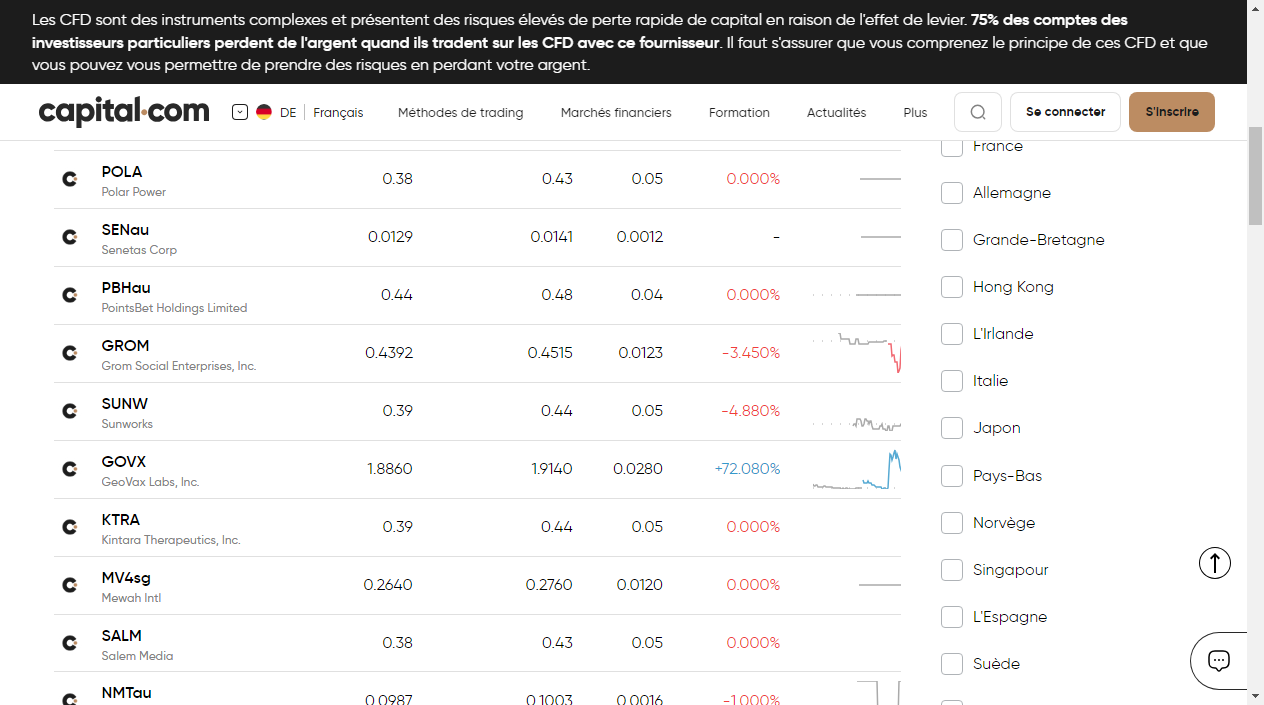 Les CFD sont des instruments complexes et présentent des risques élevés de perte rapide de capital en raison de l'effet de levier. 75% des comptes des
investisseurs particuliers perdent de l'argent quand ils tradent sur les CFD avec ce fournisseur. Il faut s'assurer que vous comprenez le principe de ces CFD et que
vous pouvez vous permettre de prendre des risques en perdant votre argent.
capital.com DE Français Méthodes de trading Marchés financiers Formation Actualités Plus Se connecter S'inscrire
POLA 0.38 0.43 0.05 0.000%
Polar Power
SENau 0.0129 0.0141 0.0012 -
Senetas Corp
PBHau 0.44 0.48 0.04 0.000%
PointsBet Holdings Limited
GROM 0.4392 0.4515 0.0123 -3.450%
Grom Social Enterprises, Inc.
SUNW 0.39 0.44 0.05 -4.880%
Sunworks
GOVX 1.8860 1.9140 0.0280 +72.080%
GeoVax Labs, Inc.
KTRA 0.39 0.44 0.05 0.000%
Kintara Therapeutics, Inc.
MV4sg 0.2640 0.2760 0.0120 0.000%
Mewah Intl
SALM 0.38 0.43 0.05 0.000%
Salem Media
NMTau 0.0987 0.1003 0.0016 -1.000%
France
Allemagne
Grande-Bretagne
Hong Kong
L'Irlande
Italie
Japon
Pays-Bas
Norvège
Singapour
L'Espagne
Suède